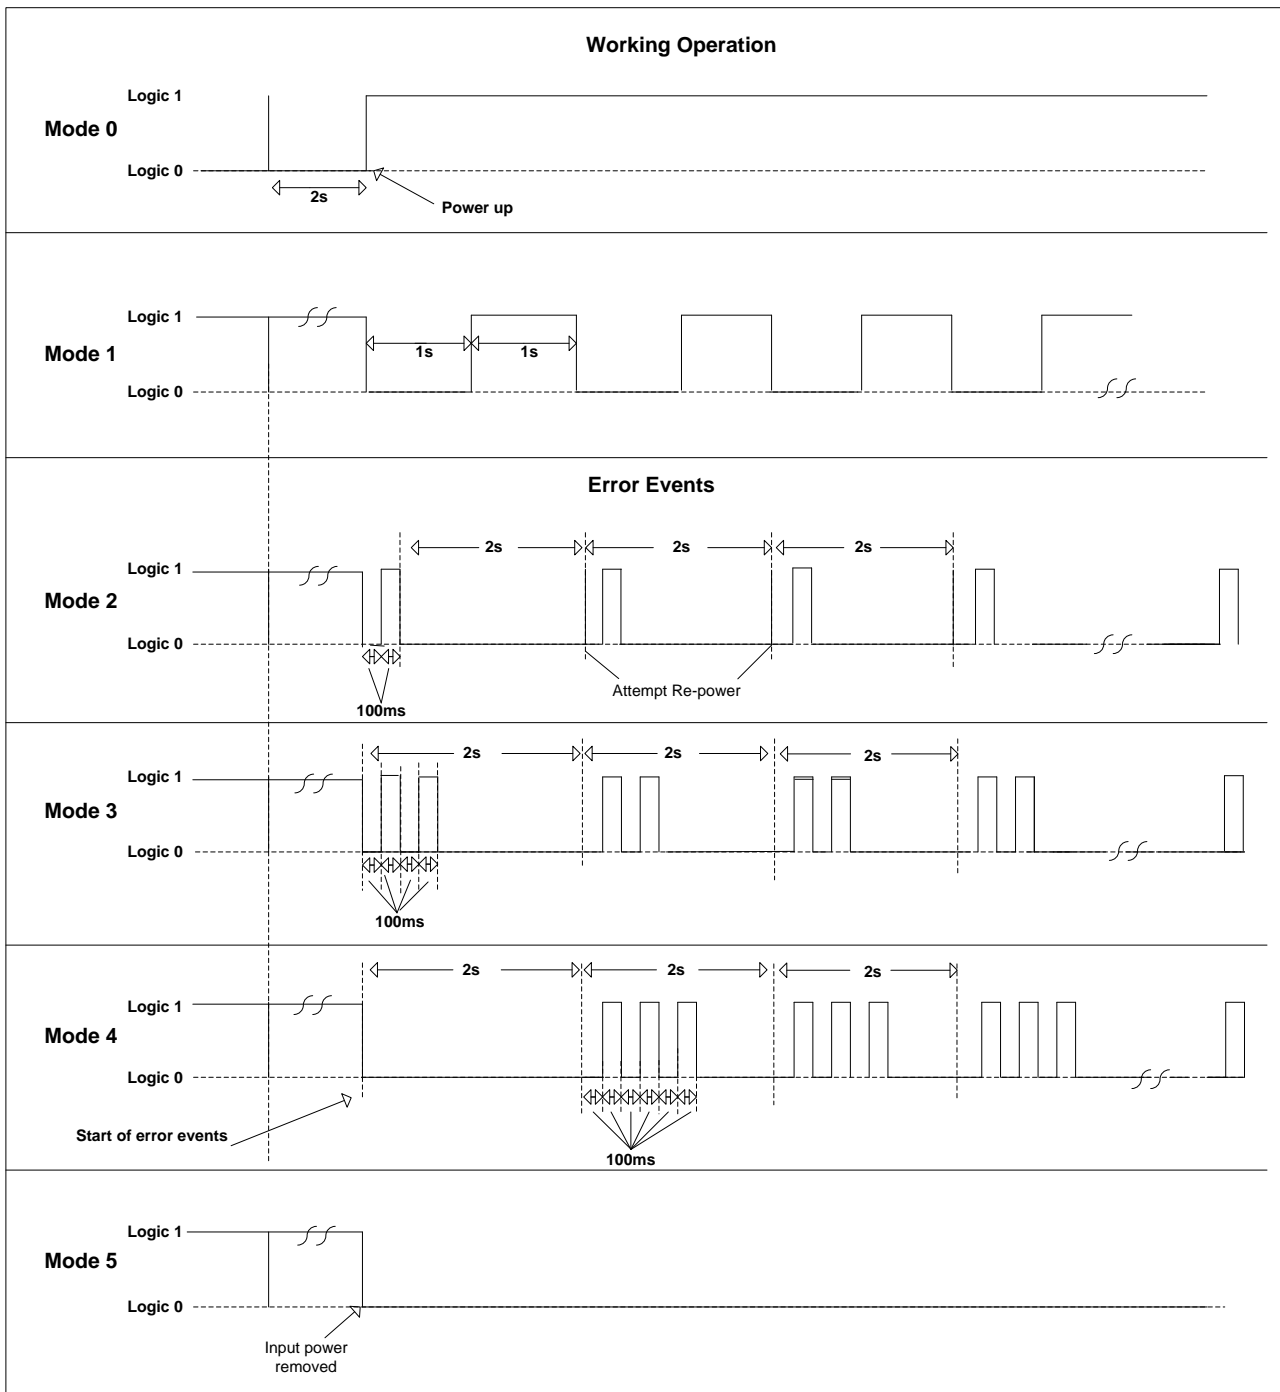 Working Operation
Logic 1
Mode 0
Logic 0
2s
Power up
Logic 1
Mode 1
1s
1s
Logic 0
Error Events
2s
2s
2s
Logic 1
Mode 2
Logic 0
Attempt Re-power
100ms
2s
2s
2s
Logic 1
Mode 3
Logic 0
100ms
2s
2s
2s
Logic 1
Mode 4
Logic 0
Start of error events
100ms
Logic 1
Mode 5
Logic 0
Input power
removed